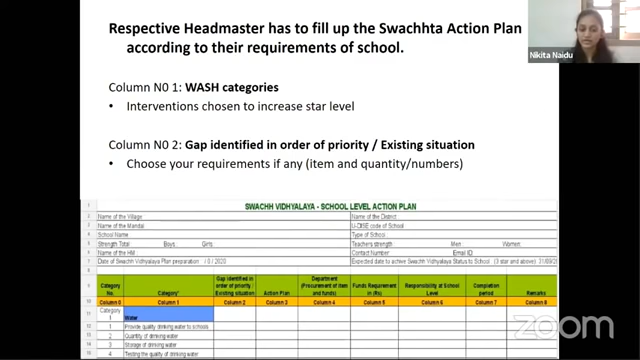 Respective Headmaster has to fill up the Swachhta Action Plan
according to their requirements of school.
Nikita Naidu
Column N0 1: WASH categories
• Interventions chosen to increase star level
Column N0 2: Gap identified in order of priority / Existing situation
• Choose your requirements if any (item and quantity/numbers)
SWACHH VIDHYALAYA - SCHOOL LEVEL ACTION PLAN
Name of the Village Name of the District
Name of the Mandal U-DISE code of School
School Name Type of School
Strength Total Boys: Girls: Teachers strength: Men : Women:
Name of the HM Contact Number Email ID:
Date of Swachh Vidhyalaya Plan preparation / 0 / 2020 Expected date to achive Swachh Vidyalaya Status to School (3 star and above)
Category No. Category* Gap identified in order of priority / Existing situation Action Plan Department (Procurement of item and funds) Funds Requirement (in Rs) Responsibility at School Level Completion period Remarks
Column 0 Column 1 Column 2 Column 3 Column 4 Column 5 Column 6 Column 7 Column 8
Category 1 Water
1 Provide quality drinking water to schools
2 Quantity of drinking water
3 Storage of drinking water
4 Testing the quality of drinking water
zoom